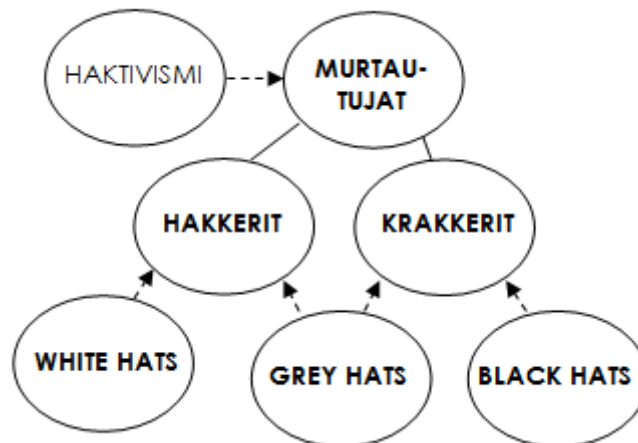 HAKTIVISMI
MURTAU-
TUJAT
HAKKERIT
KRAKKERIT
WHITE HATS
GREY HATS
BLACK HATS